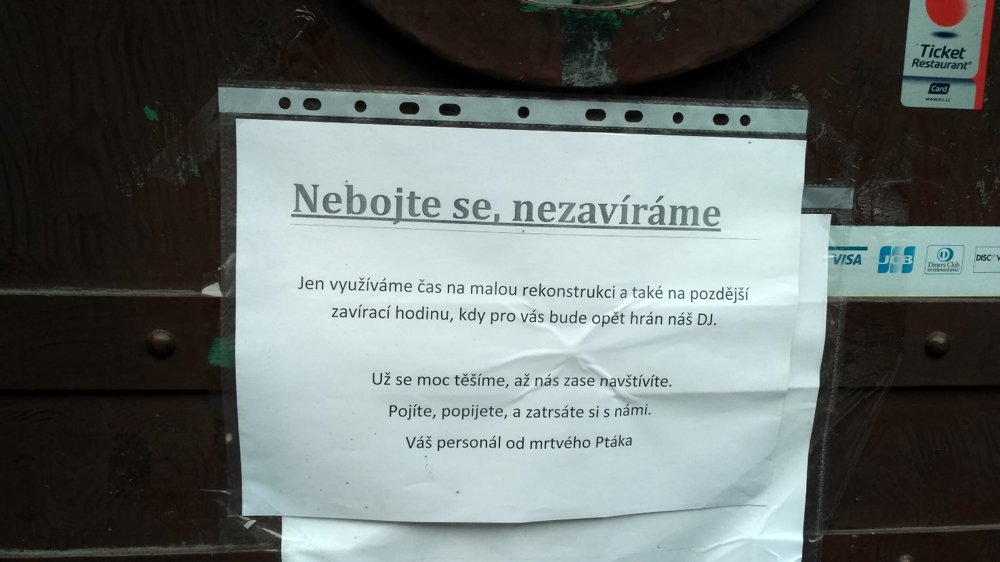 Ticket
Restaurant®
Card
www.trc.cz
Nebojte se, nezavíráme
VISA
JCB
Diners Club
INTERNATIONAL
Jen využíváme čas na malou rekonstrukci a také na pozdější
zavírací hodinu, kdy pro vás bude opět hrán náš DJ.
Už se moc těšíme, až nás zase navštívíte.
Pojíte, popijete, a zatrsáte si s námi.
Váš personál od mrtvého Ptáka